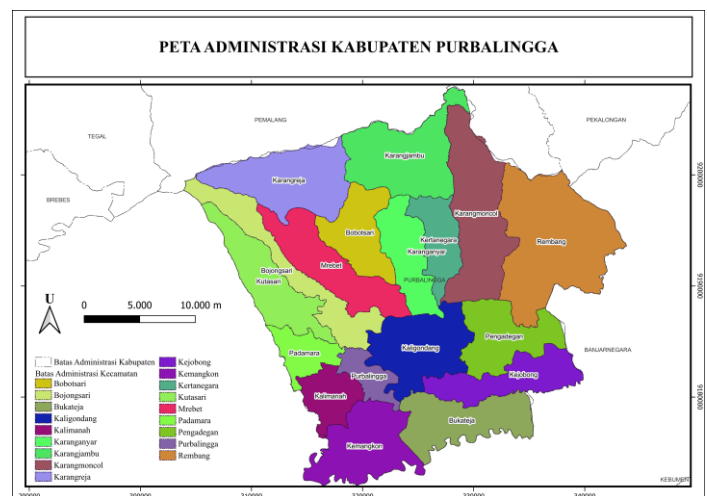 PETA ADMINISTRASI KABUPATEN PURBALINGGA
PEMALANG
PEKALONGAN
TEGAL
BREBES
Karangjambu
Karangreja
Karangmoncol
Bobotsari
Kertanegara
Rembang
Karanganyar
Mrebet
Bojongsari
PURBALINGGA
Kutasari
9200000
9190000
9180000
U
0 5.000 10.000 m
Pengadegan
Kaligondang
BANJARNEGARA
Padamara
Purbalingga
Kejobong
Kalimanah
Bukateja
Kemangkon
KEBUMEN
Batas Administrasi Kabupaten
Batas Administrasi Kecamatan
Bobotsari
Bojongsari
Bukateja
Kaligondang
Kalimanah
Karanganyar
Karangjambu
Karangmoncol
Karangreja
Kejobong
Kemangkon
Kertanegara
Kutasari
Mrebet
Padamara
Pengadegan
Purbalingga
Rembang